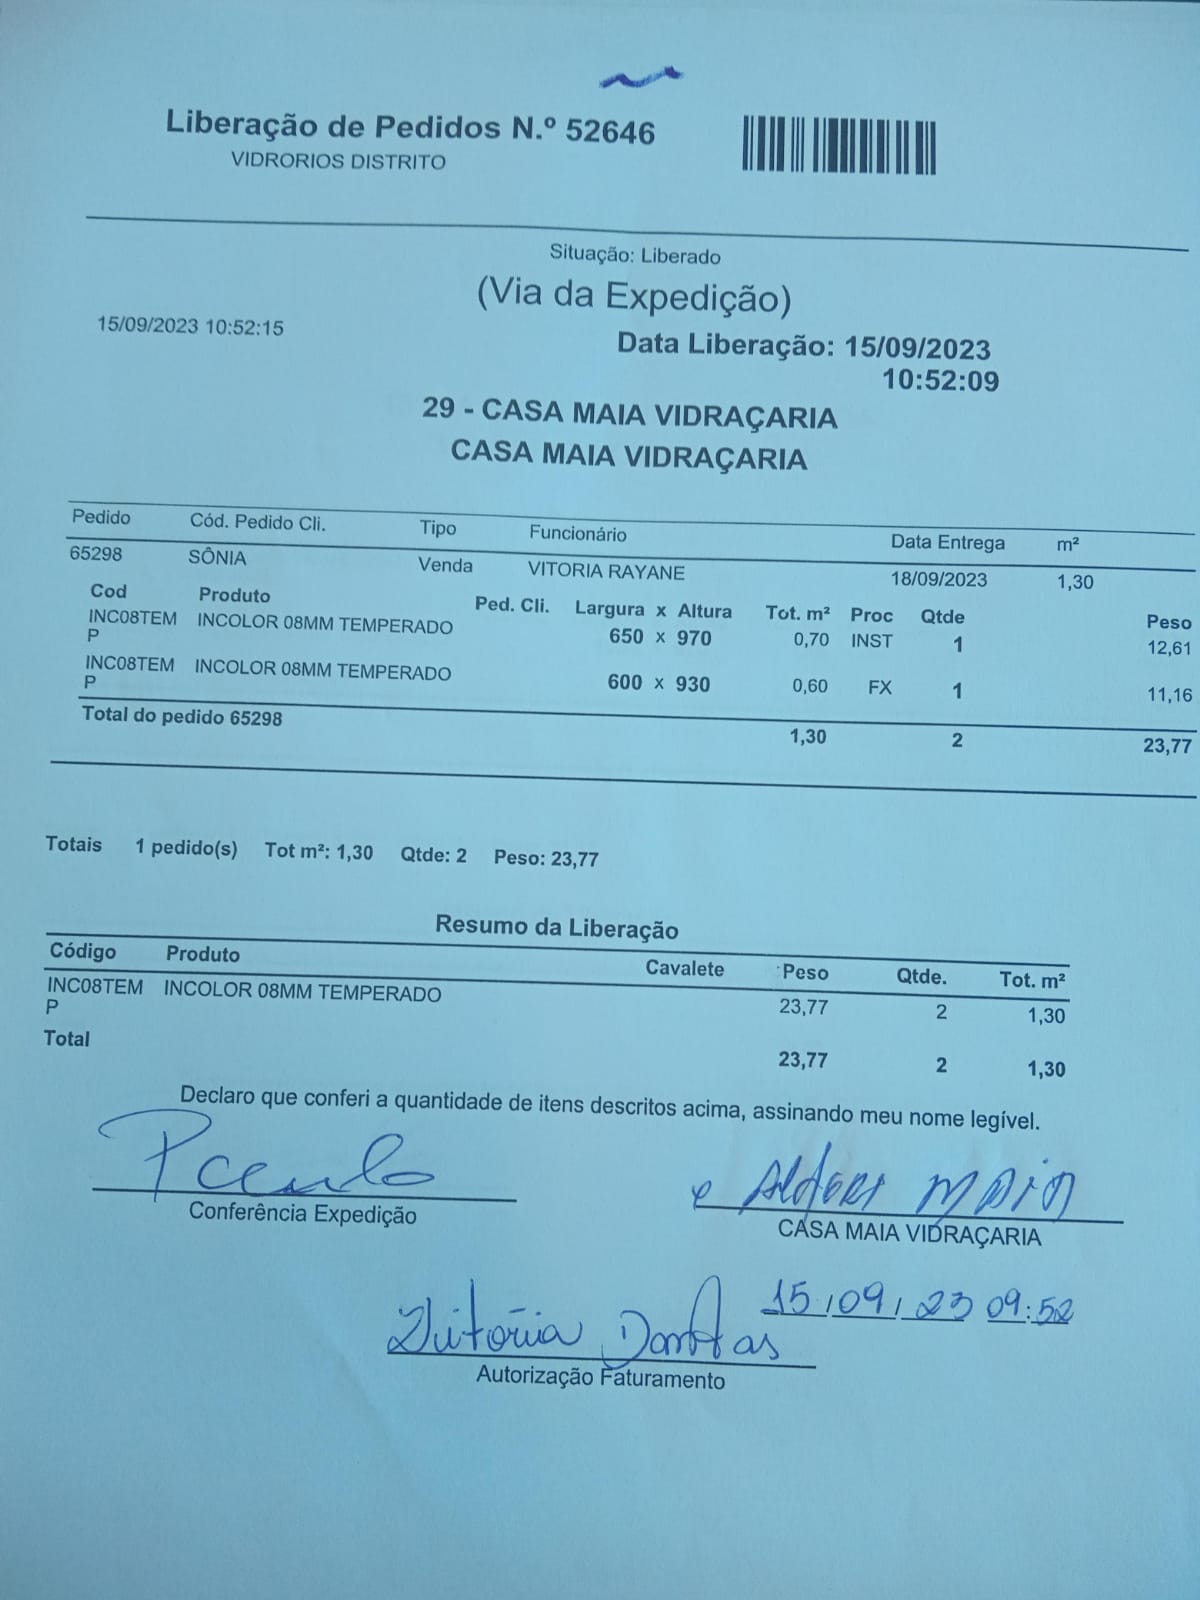 Liberação de Pedidos N.º 52646
VIDRORIOS DISTRITO
Situação: Liberado
(Via da Expedição)
15/09/2023 10:52:15
Data Liberação: 15/09/2023
10:52:09
29 - CASA MAIA VIDRAÇARIA
CASA MAIA VIDRAÇARIA
Pedido Cód. Pedido Cli. Tipo Funcionário Data Entrega m²
65298 SÔNIA Venda VITORIA RAYANE 18/09/2023 1,30
Cod Produto Ped. Cli. Largura x Altura Tot. m² Proc Qtde Peso
INC08TEM INCOLOR 08MM TEMPERADO 650 x 970 0,70 INST 1 12,61
P
INC08TEM INCOLOR 08MM TEMPERADO 600 x 930 0,60 FX 1 11,16
P
Total do pedido 65298 1,30 2 23,77
Totais 1 pedido(s) Tot m²: 1,30 Qtde: 2 Peso: 23,77
Resumo da Liberação
Código Produto Cavalete Peso Qtde. Tot. m²
INC08TEM INCOLOR 08MM TEMPERADO 23,77 2 1,30
P
Total 23,77 2 1,30
Declaro que conferi a quantidade de itens descritos acima, assinando meu nome legível.
MAIA
Conferência Expedição
CASA MAIA VIDRAÇARIA
15/09/23 09:52
Vitória Dantas
Autorização Faturamento